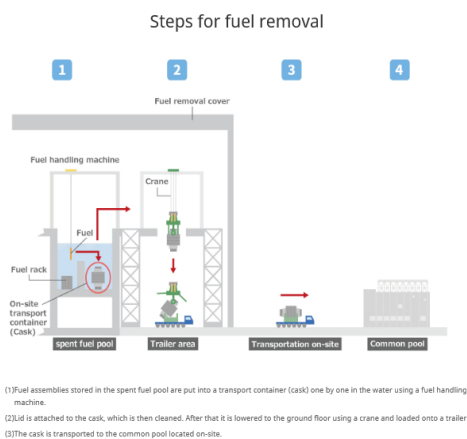 Steps for fuel removal
1
2
3
4
Fuel removal cover
Fuel handling machine
Crane
Fuel
Fuel rack
On-site
transport
container
(Cask)
spent fuel pool
Trailer area
Transportation on-site
Common pool
(1)Fuel assemblies stored in the spent fuel pool are put into a transport container (cask) one by one in the water using a fuel handling
machine.
(2)Lid is attached to the cask, which is then cleaned. After that it is lowered to the ground floor using a crane and loaded onto a trailer
(3)The cask is transported to the common pool located on-site.